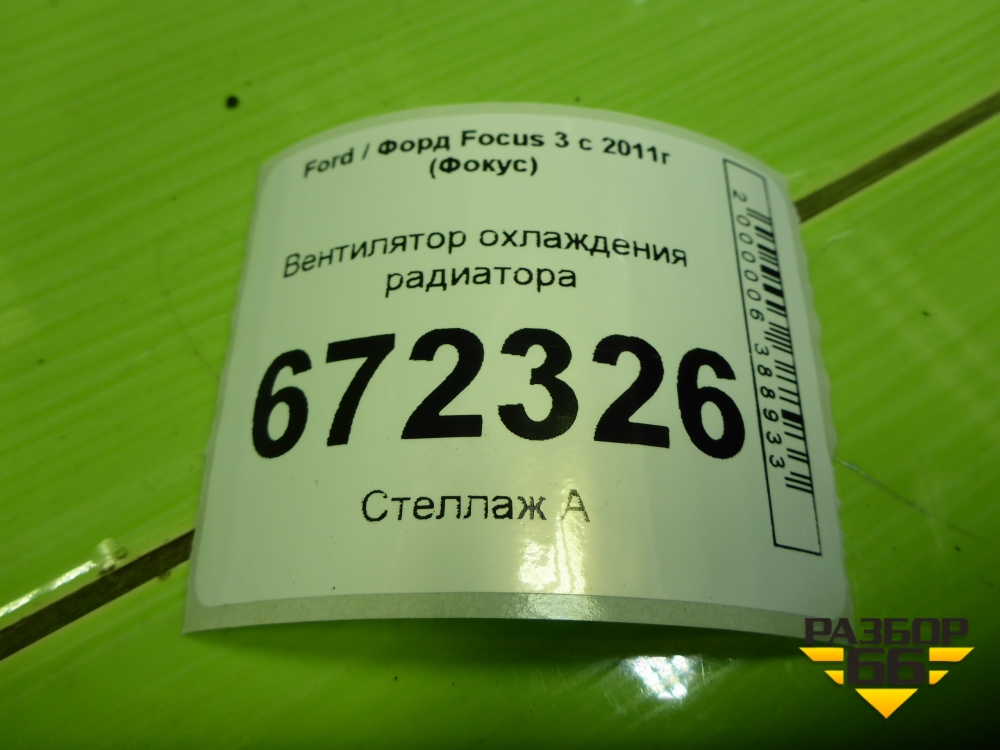 Ford / Форд Focus 3 с 2011г
(Фокус)
Вентилятор охлаждения
радиатора
672326
Стеллаж А
2000006388933
РАЗБОР
66